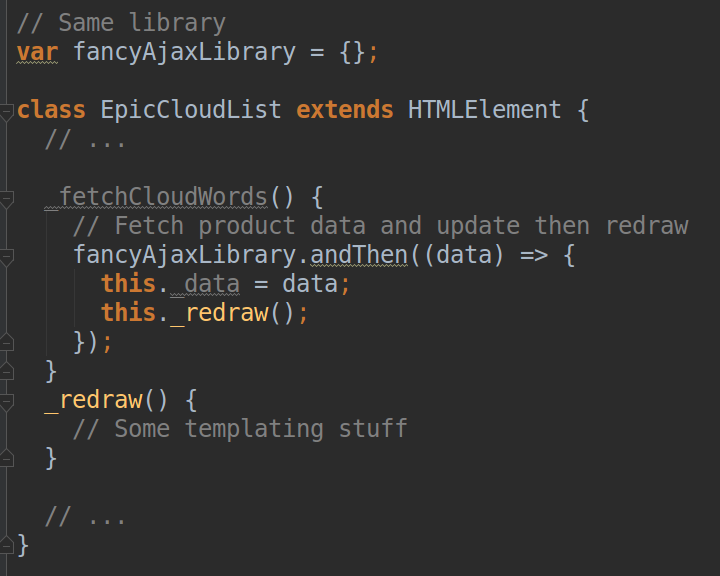 // Same library
var fancyAjaxLibrary = {};

class EpicCloudList extends HTMLElement {
  // ...

  _fetchCloudWords() {
    // Fetch product data and update then redraw
    fancyAjaxLibrary.andThen((data) => {
      this._data = data;
      this._redraw();
    });
  }
  _redraw() {
    // Some templating stuff
  }

  // ...
}